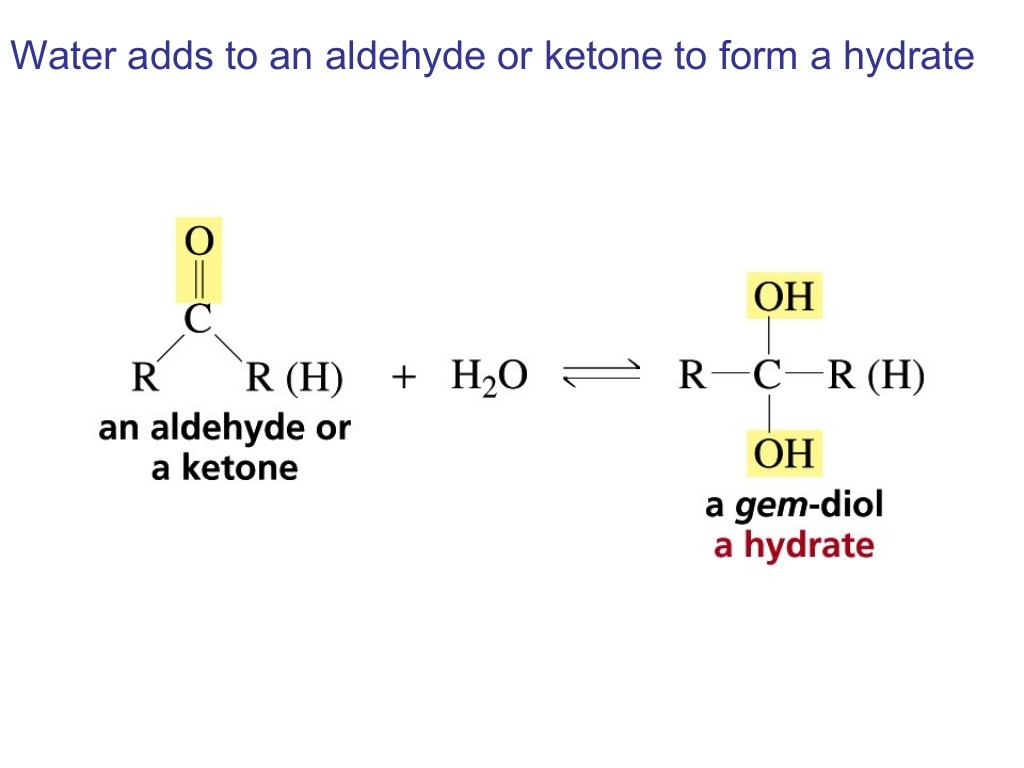 Water adds to an aldehyde or ketone to form a hydrate
O
C
R R (H) + H₂O ⇌ R—C—R (H)
OH
OH
an aldehyde or
a ketone
a gem-diol
a hydrate